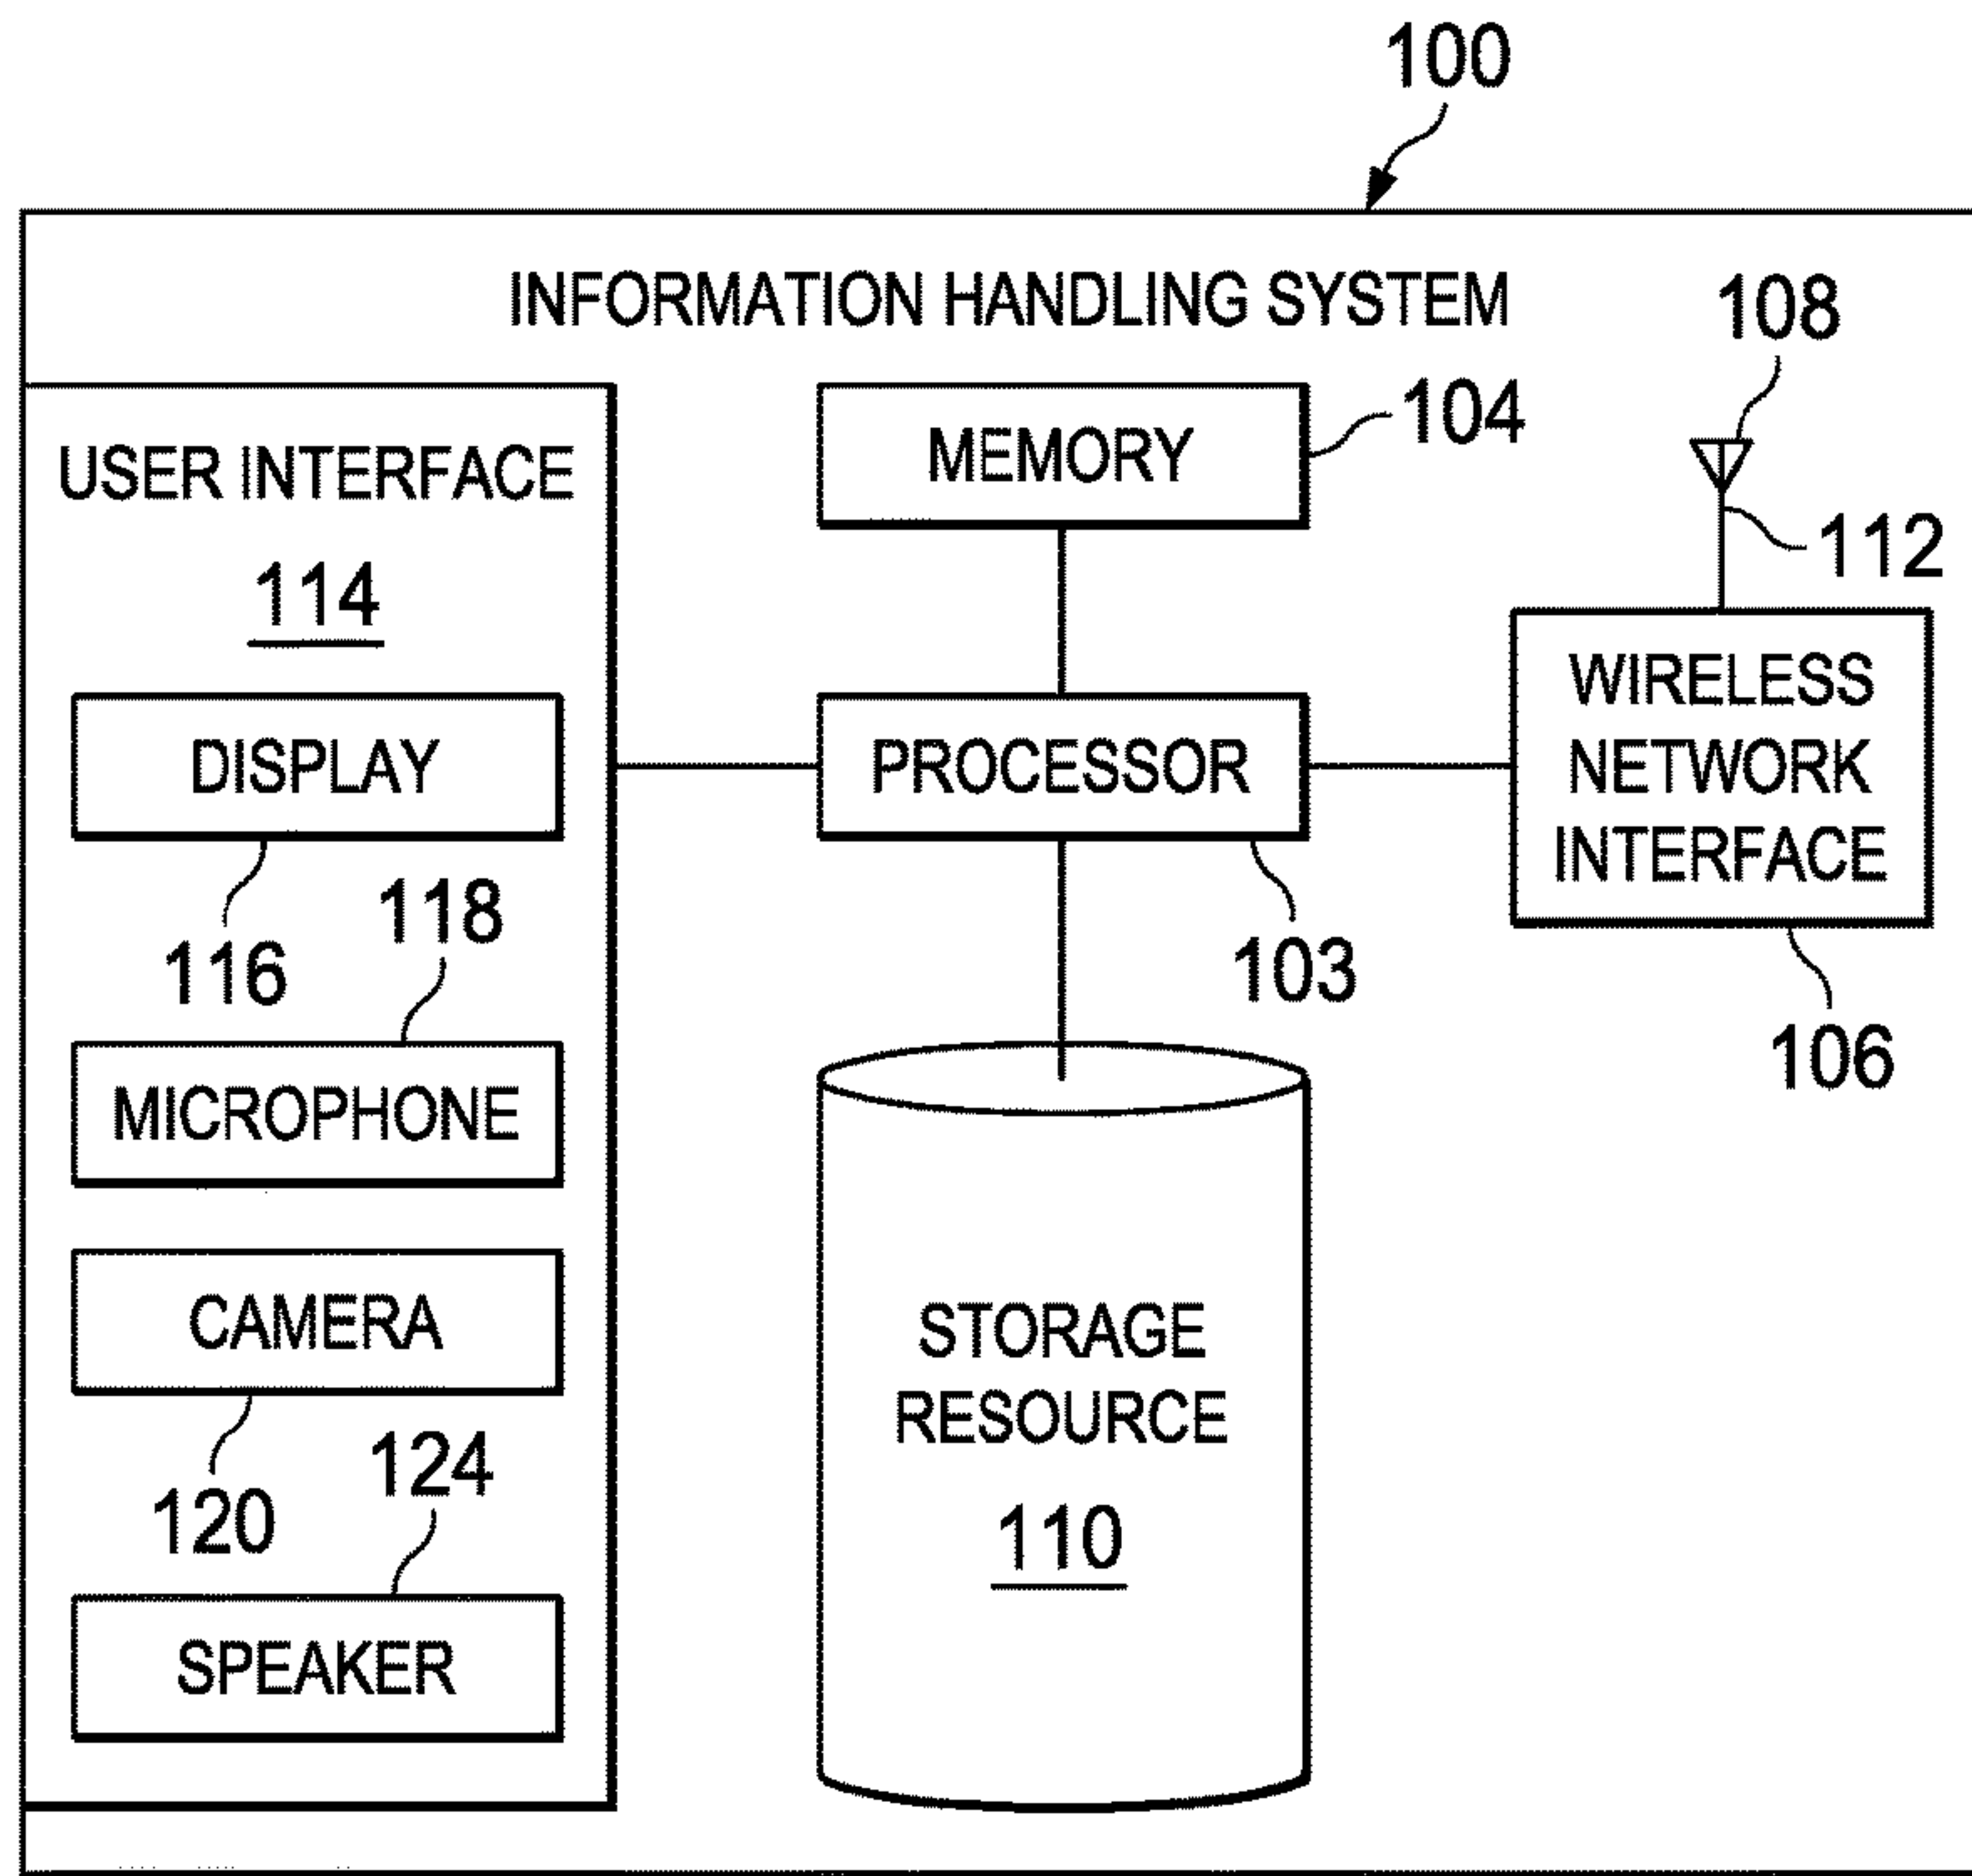 100
INFORMATION HANDLING SYSTEM
108
USER INTERFACE
114
MEMORY
104
112
DISPLAY
116
PROCESSOR
103
WIRELESS
NETWORK
INTERFACE
106
118
MICROPHONE
CAMERA
120
124
SPEAKER
STORAGE
RESOURCE
110